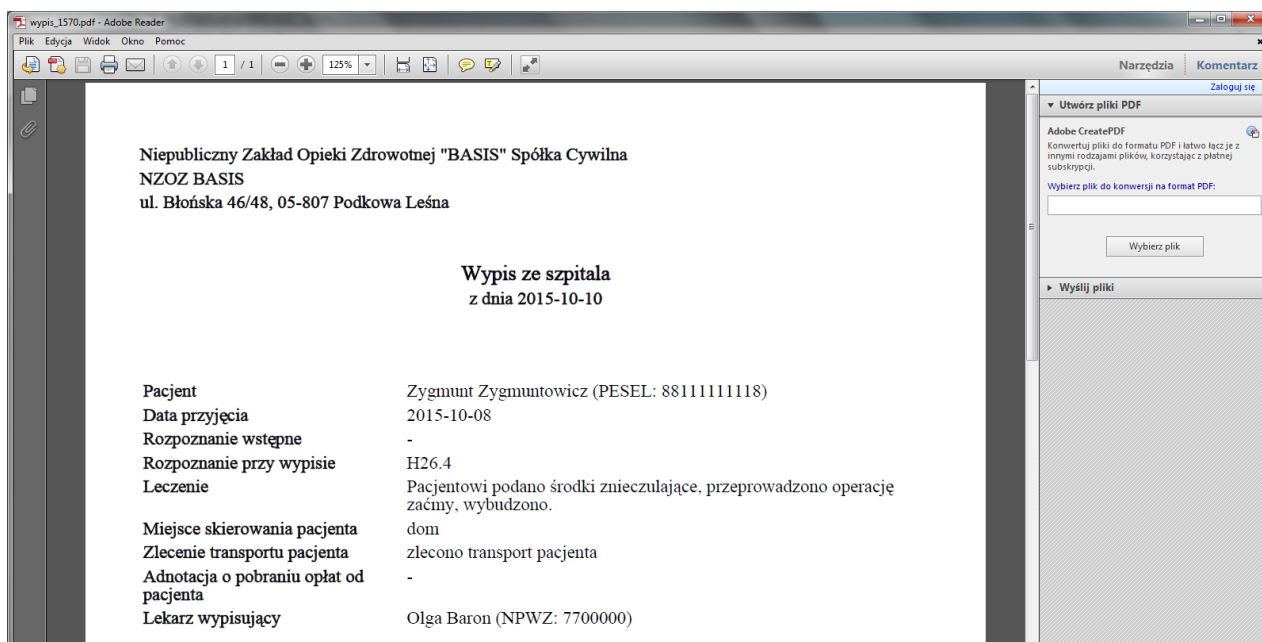 wypis_1570.pdf - Adobe Reader
Plik Edycja Widok Okno Pomoc
1 / 1 125% Narzędzia Komentarz
Zaloguj się
Utwórz pliki PDF
Adobe CreatePDF
Konwertuj pliki do formatu PDF i łatwo łącz je z
innymi rodzajami plików, korzystając z płatnej
subskrypcji.
Wybierz plik do konwersji na format PDF:
Wybierz plik
Wyślij pliki
Niepubliczny Zakład Opieki Zdrowotnej "BASIS" Spółka Cywilna
NZOZ BASIS
ul. Błońska 46/48, 05-807 Podkowa Leśna
Wypis ze szpitala
z dnia 2015-10-10
Pacjent Zygmunt Zygmuntowicz (PESEL: 88111111118)
Data przyjęcia 2015-10-08
Rozpoznanie wstępne -
Rozpoznanie przy wypisie H26.4
Leczenie Pacjentowi podano środki znieczulające, przeprowadzono operację
zaćmy, wybudzono.
Miejsce skierowania pacjenta dom
Zlecenie transportu pacjenta zlecono transport pacjenta
Adnotacja o pobraniu opłat od -
pacjenta
Lekarz wypisujący Olga Baron (NPWZ: 7700000)